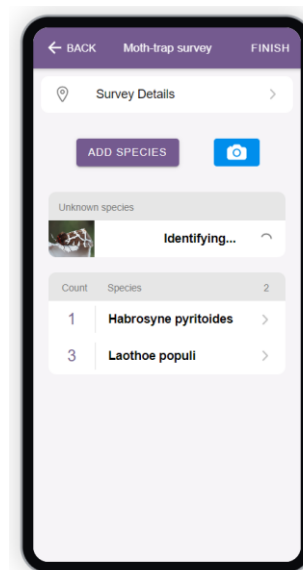 BACK Moth-trap survey FINISH
Survey Details
ADD SPECIES
Unknown species
Identifying...
Count Species 2
1 Habrosyne pyritoides
3 Laothoe populi